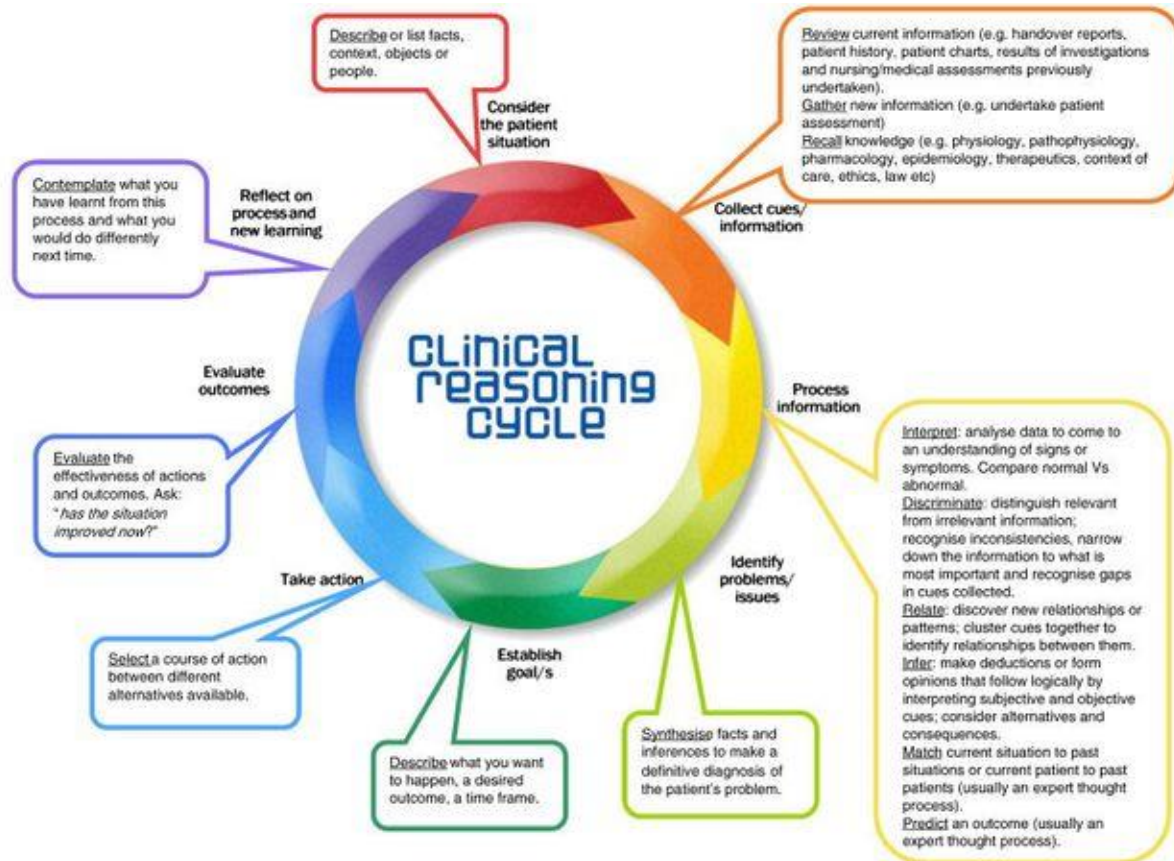 Describe or list facts,
context, objects or
people.
Consider
the patient
situation
Review current information (e.g. handover reports,
patient history, patient charts, results of investigations
and nursing/medical assessments previously
undertaken).
Gather new information (e.g. undertake patient
assessment)
Recall knowledge (e.g. physiology, pathophysiology,
pharmacology, epidemiology, therapeutics, context of
care, ethics, law etc)
Collect cues/
information
Process
information
Interpret: analyse data to come to
an understanding of signs or
symptoms. Compare normal Vs
abnormal.
Discriminate: distinguish relevant
from irrelevant information;
recognise inconsistencies, narrow
down the information to what is
most important and recognise gaps
in cues collected.
Relate: discover new relationships or
patterns; cluster cues together to
identify relationships between them.
Infer: make deductions or form
opinions that follow logically by
interpreting subjective and objective
cues; consider alternatives and
consequences.
Match current situation to past
situations or current patient to past
patients (usually an expert thought
process).
Predict an outcome (usually an
expert thought process).
Identify
problems/
issues
Synthesise facts and
inferences to make a
definitive diagnosis of
the patient's problem.
Establish
goal/s
Describe what you want
to happen, a desired
outcome, a time frame.
Take action
Select a course of action
between different
alternatives available.
Evaluate
outcomes
Evaluate the
effectiveness of actions
and outcomes. Ask:
"has the situation
improved now?"
Reflect on
process and
new learning
Contemplate what you
have learnt from this
process and what you
would do differently
next time.
CLinicaL
reasoning
cycLe